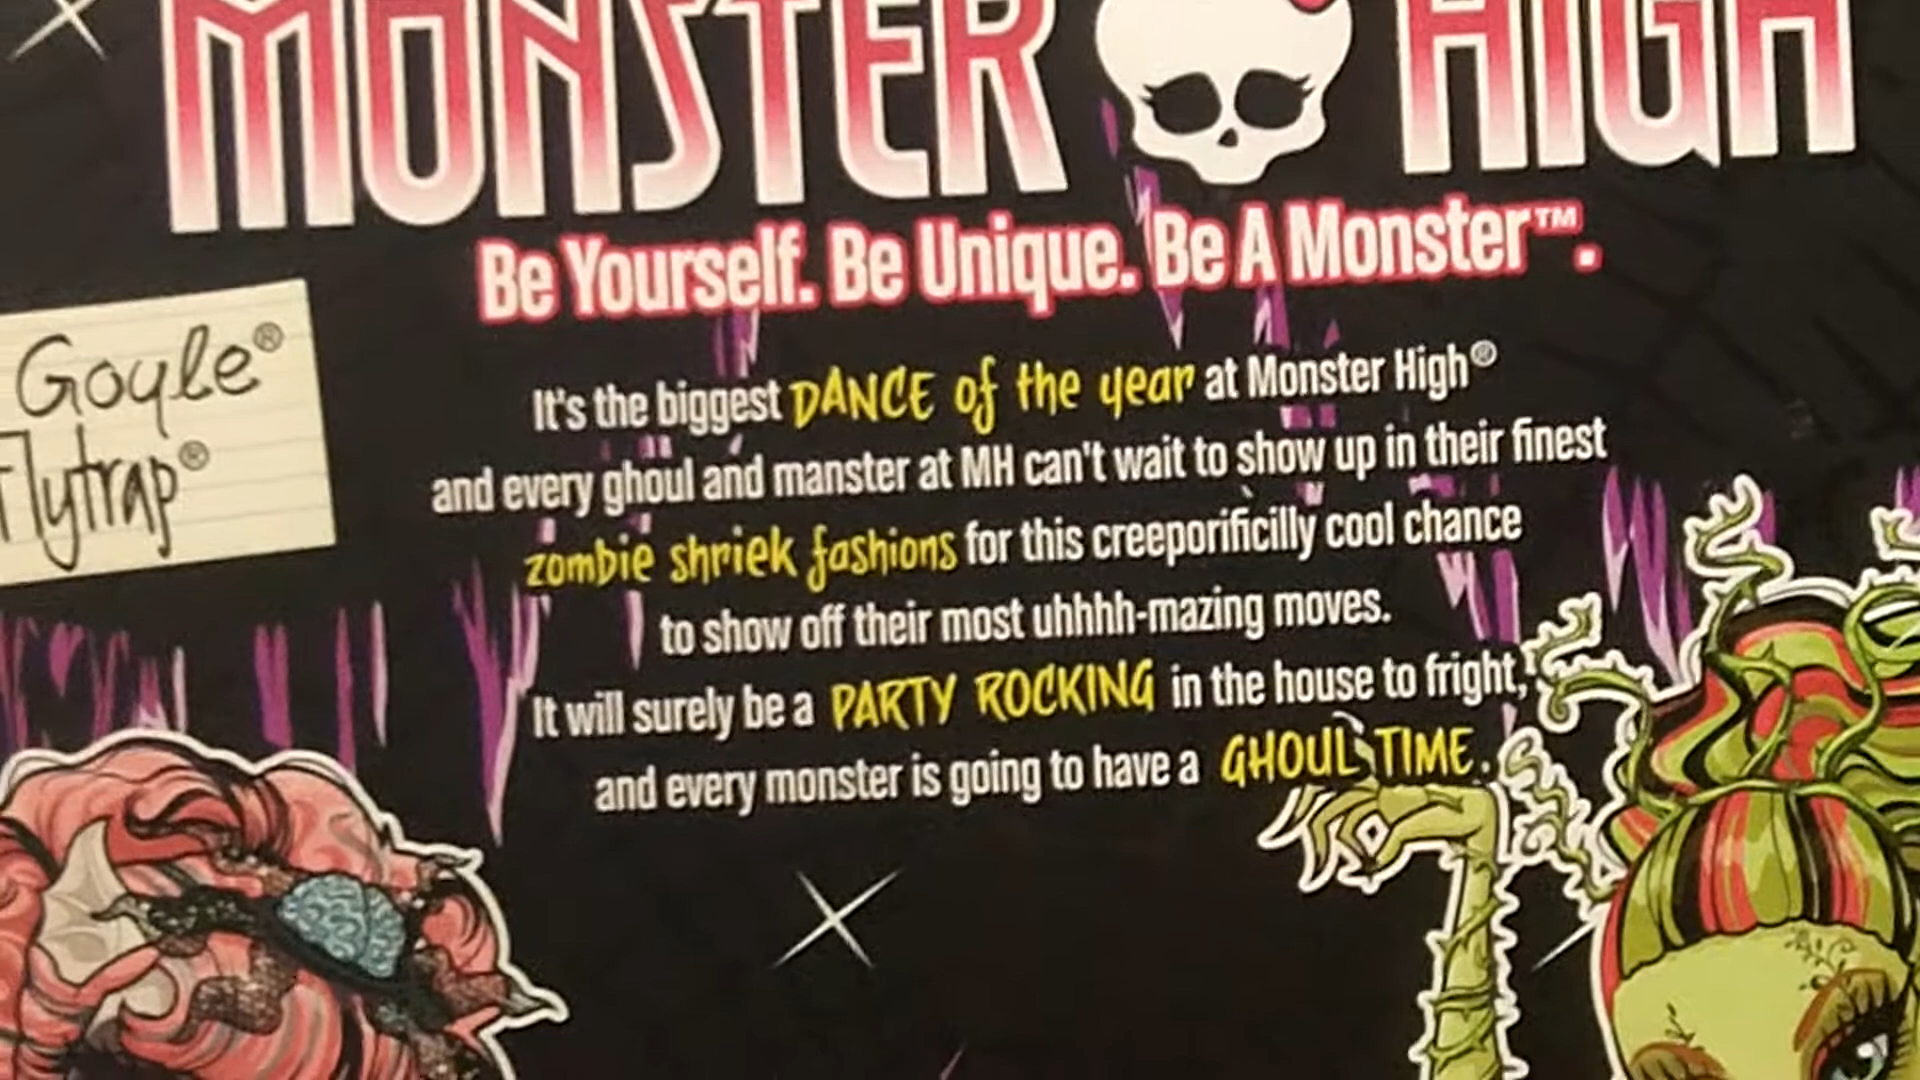 MONSTER HIGH
Be Yourself. Be Unique. Be A Monster™.
Goyle®
Flytrap®
It's the biggest DANCE of the year at Monster High®
and every ghoul and manster at MH can't wait to show up in their finest
zombie shriek fashions for this creeporificilly cool chance
to show off their most uhhhh-mazing moves.
It will surely be a PARTY ROCKING in the house to fright,
and every monster is going to have a GHOUL TIME.